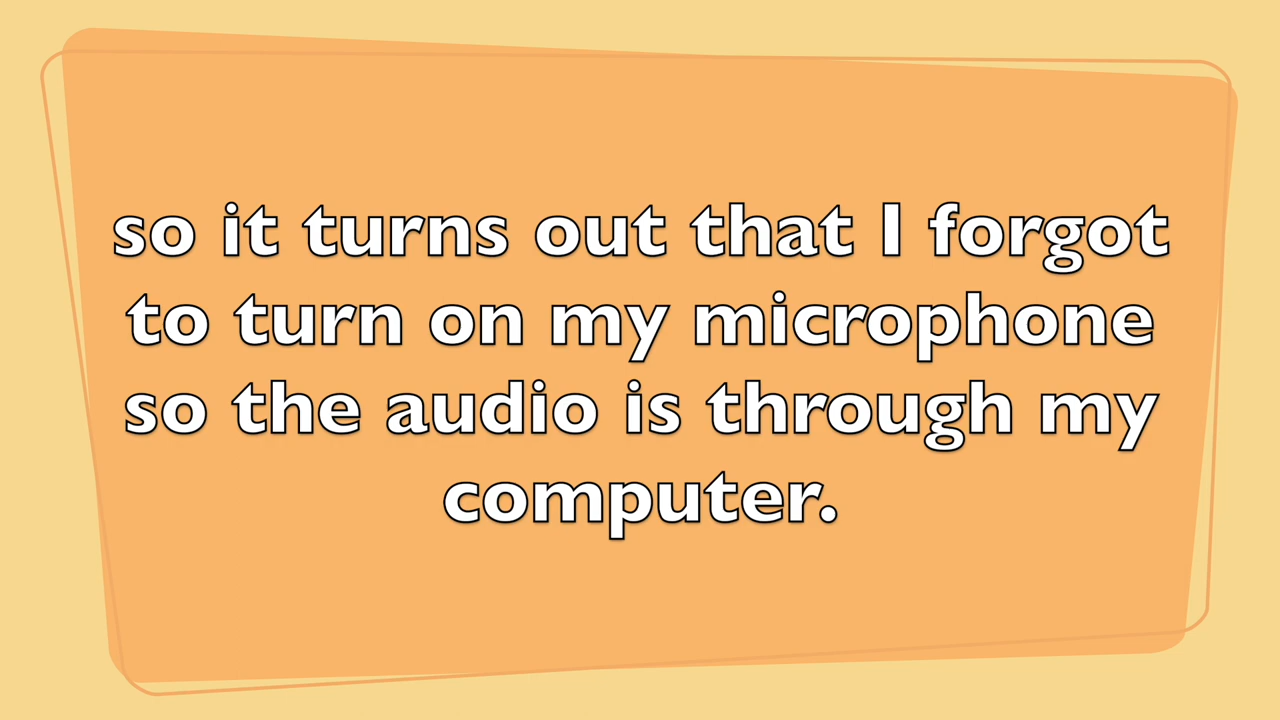 so it turns out that I forgot
to turn on my microphone
so the audio is through my
computer.